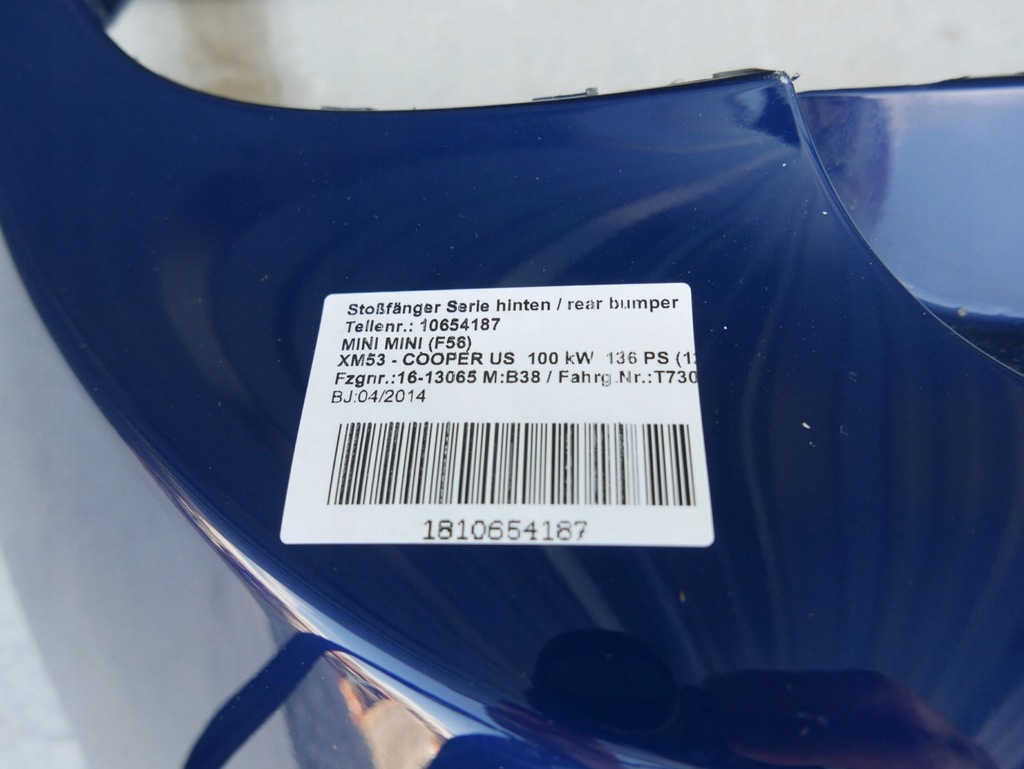 Stoßfänger Serie hinten / rear bumper
Teilenr.: 10654187
MINI MINI (F56)
XM53 - COOPER US 100 kW 136 PS (12
Fzgnr.:16-13065 M:B38 / Fahrg.Nr.:T730
BJ:04/2014
1810654187